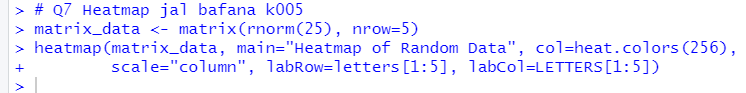 > # Q7 Heatmap jal bafana k005
> matrix_data <- matrix(rnorm(25), nrow=5)
> heatmap(matrix_data, main="Heatmap of Random Data", col=heat.colors(256),
+         scale="column", labRow=letters[1:5], labCol=LETTERS[1:5])
>